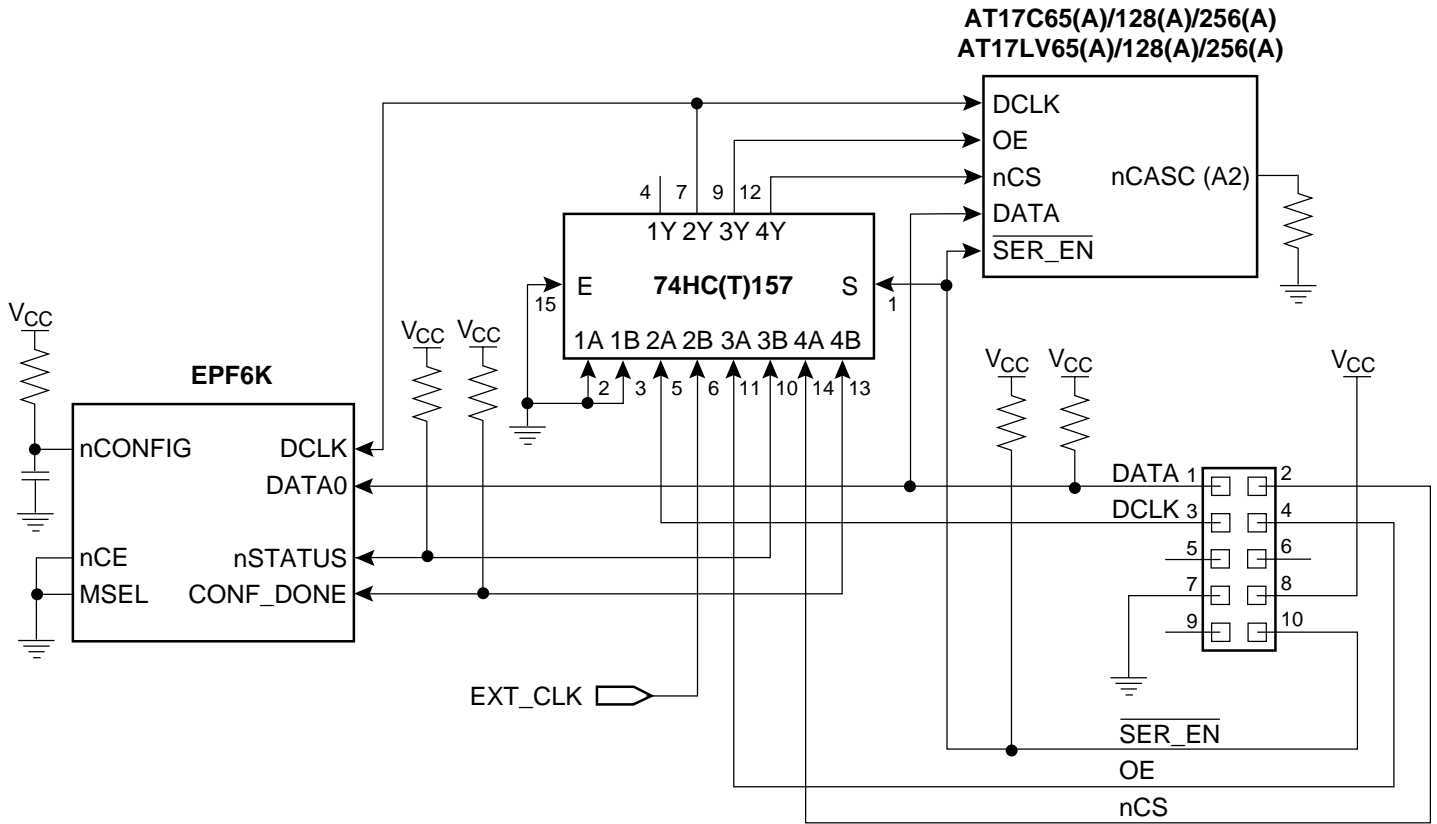 AT17C65(A)/128(A)/256(A)
AT17LV65(A)/128(A)/256(A)
DCLK
OE
nCS
nCASC (A2)
DATA
SER_EN
4 7 9 12
1Y 2Y 3Y 4Y
E 74HC(T)157 S
15
1
1A 1B 2A 2B 3A 3B 4A 4B
2 3 5 6 11 10 14 13
VCC
VCC
VCC
VCC
VCC
VCC
EPF6K
nCONFIG DCLK
DATA0
nCE nSTATUS
MSEL CONF_DONE
DATA 1 2
DCLK 3 4
5 6
7 8
9 10
EXT_CLK
SER_EN
OE
nCS